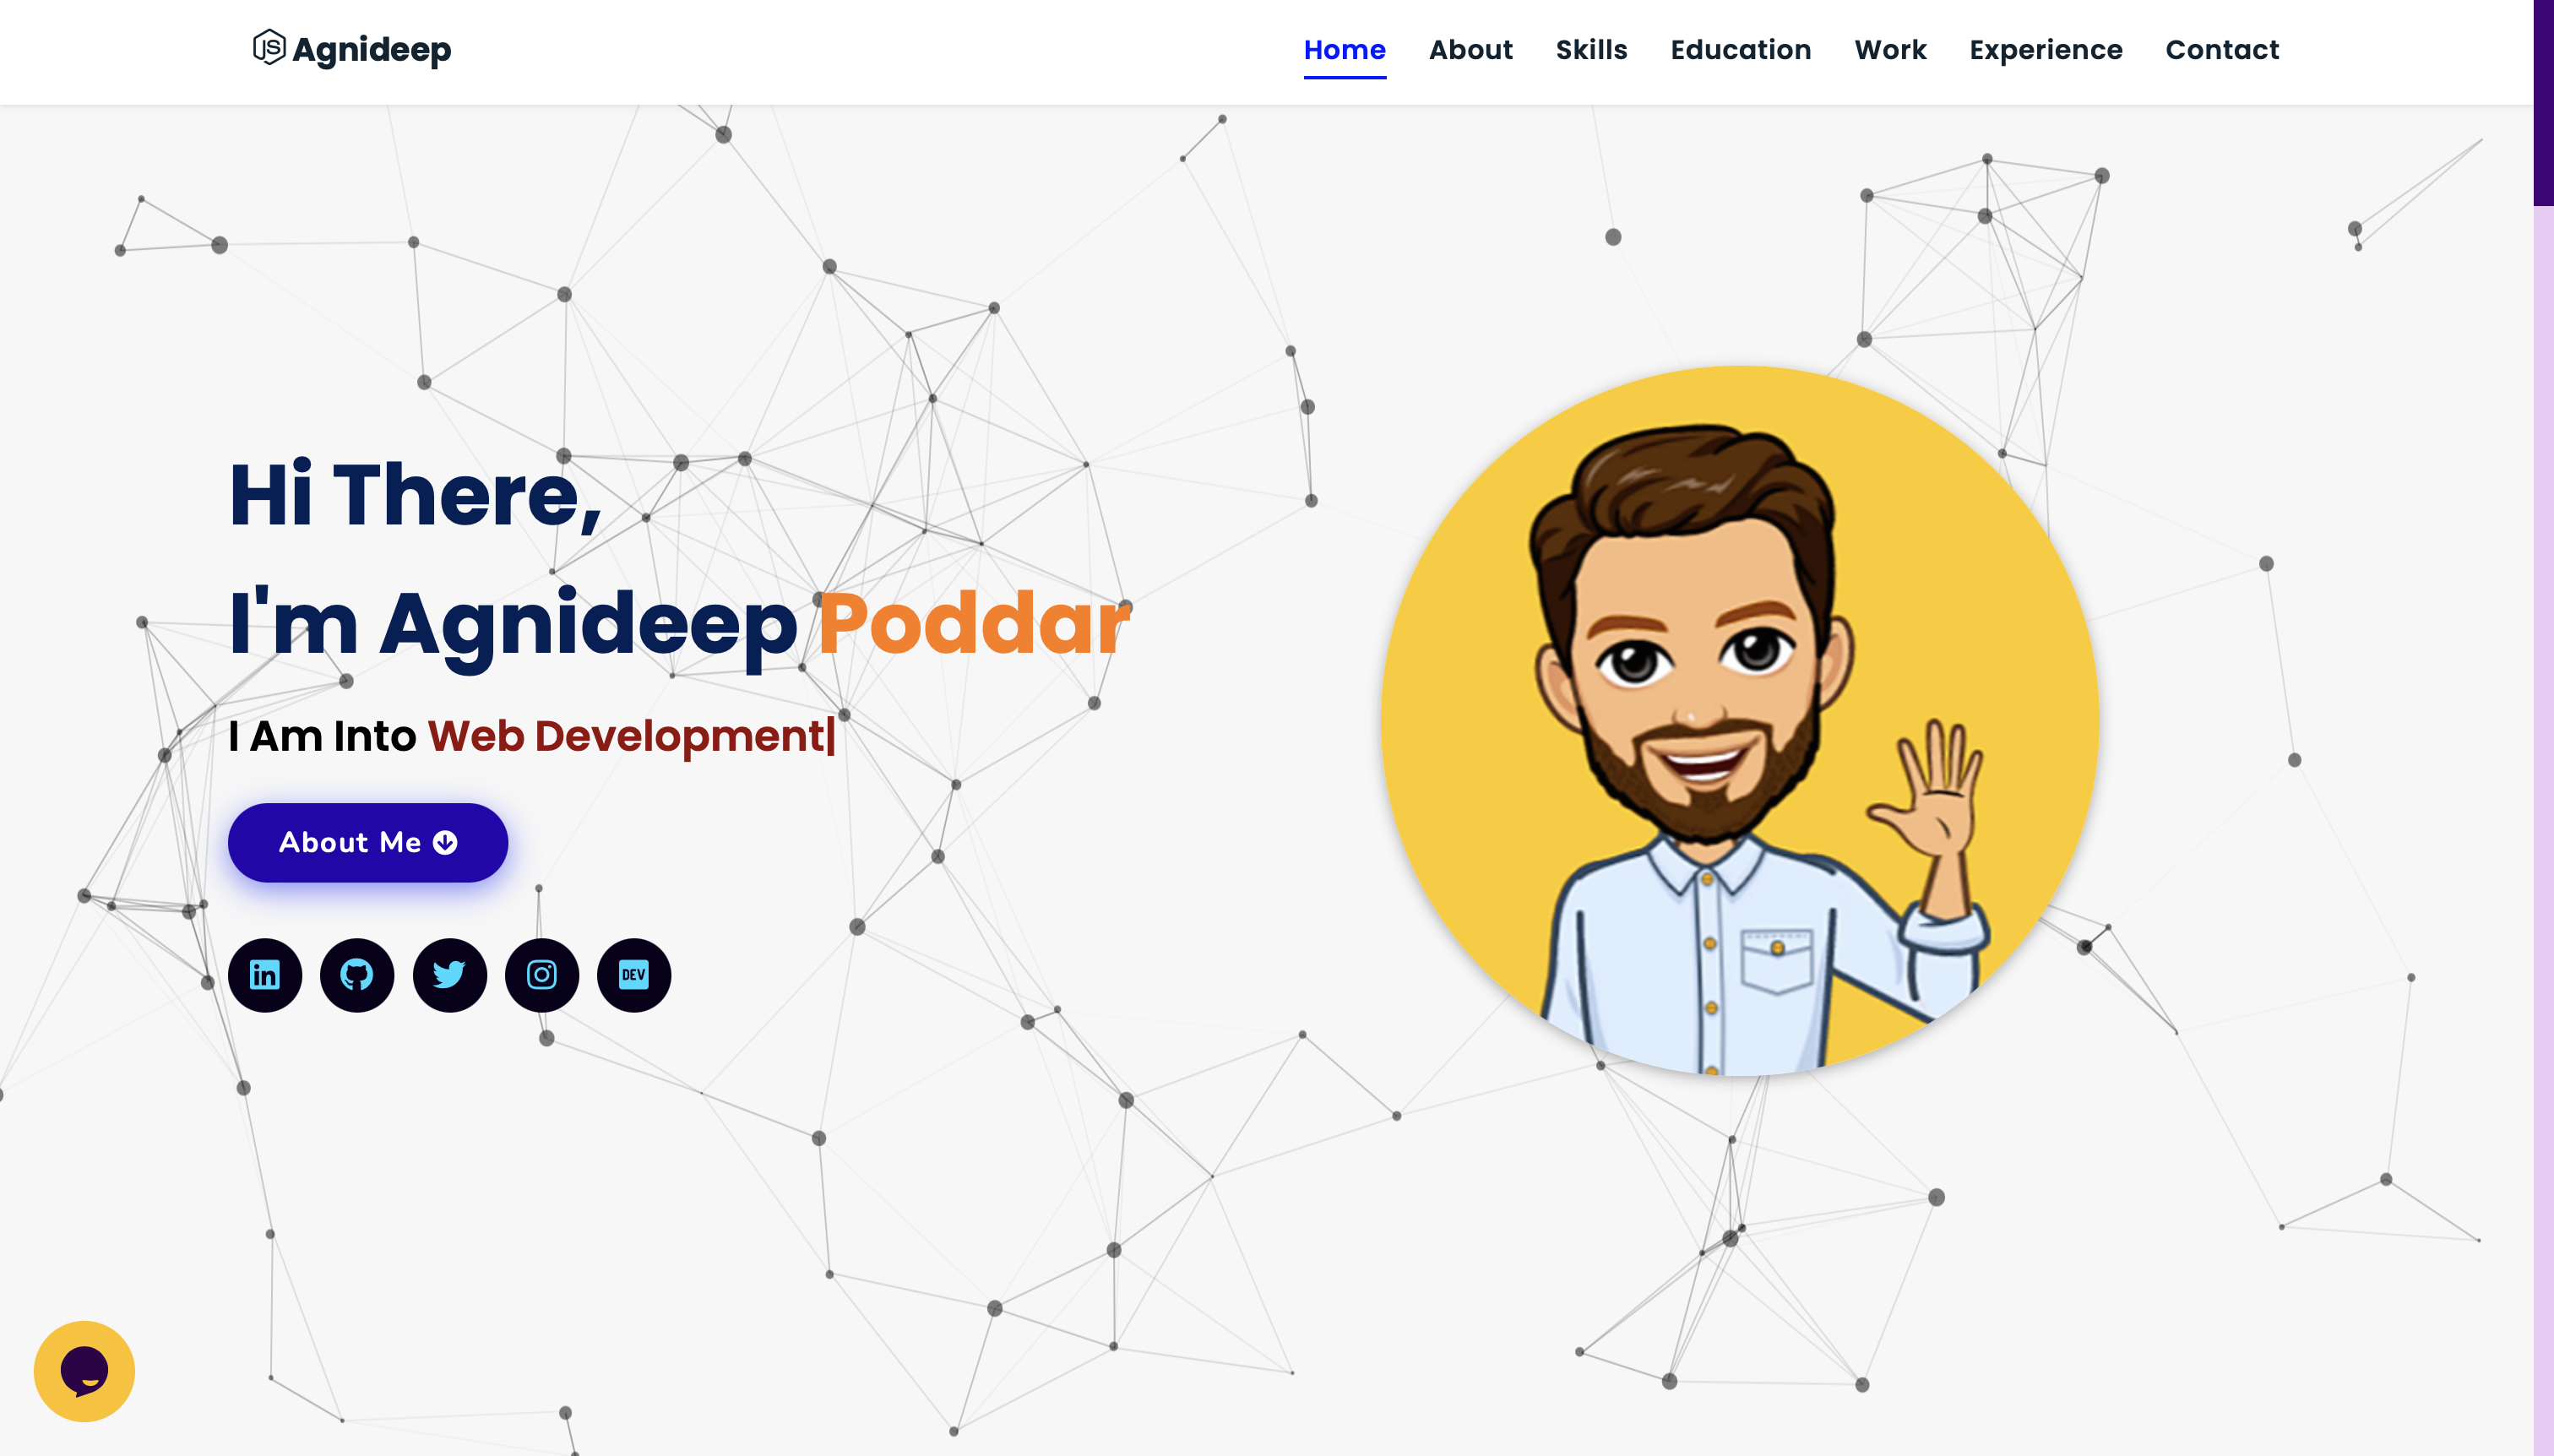 Agnideep
Home About Skills Education Work Experience Contact
Hi There,
I'm Agnideep Poddar
I Am Into Web Development|
About Me
in
DEV